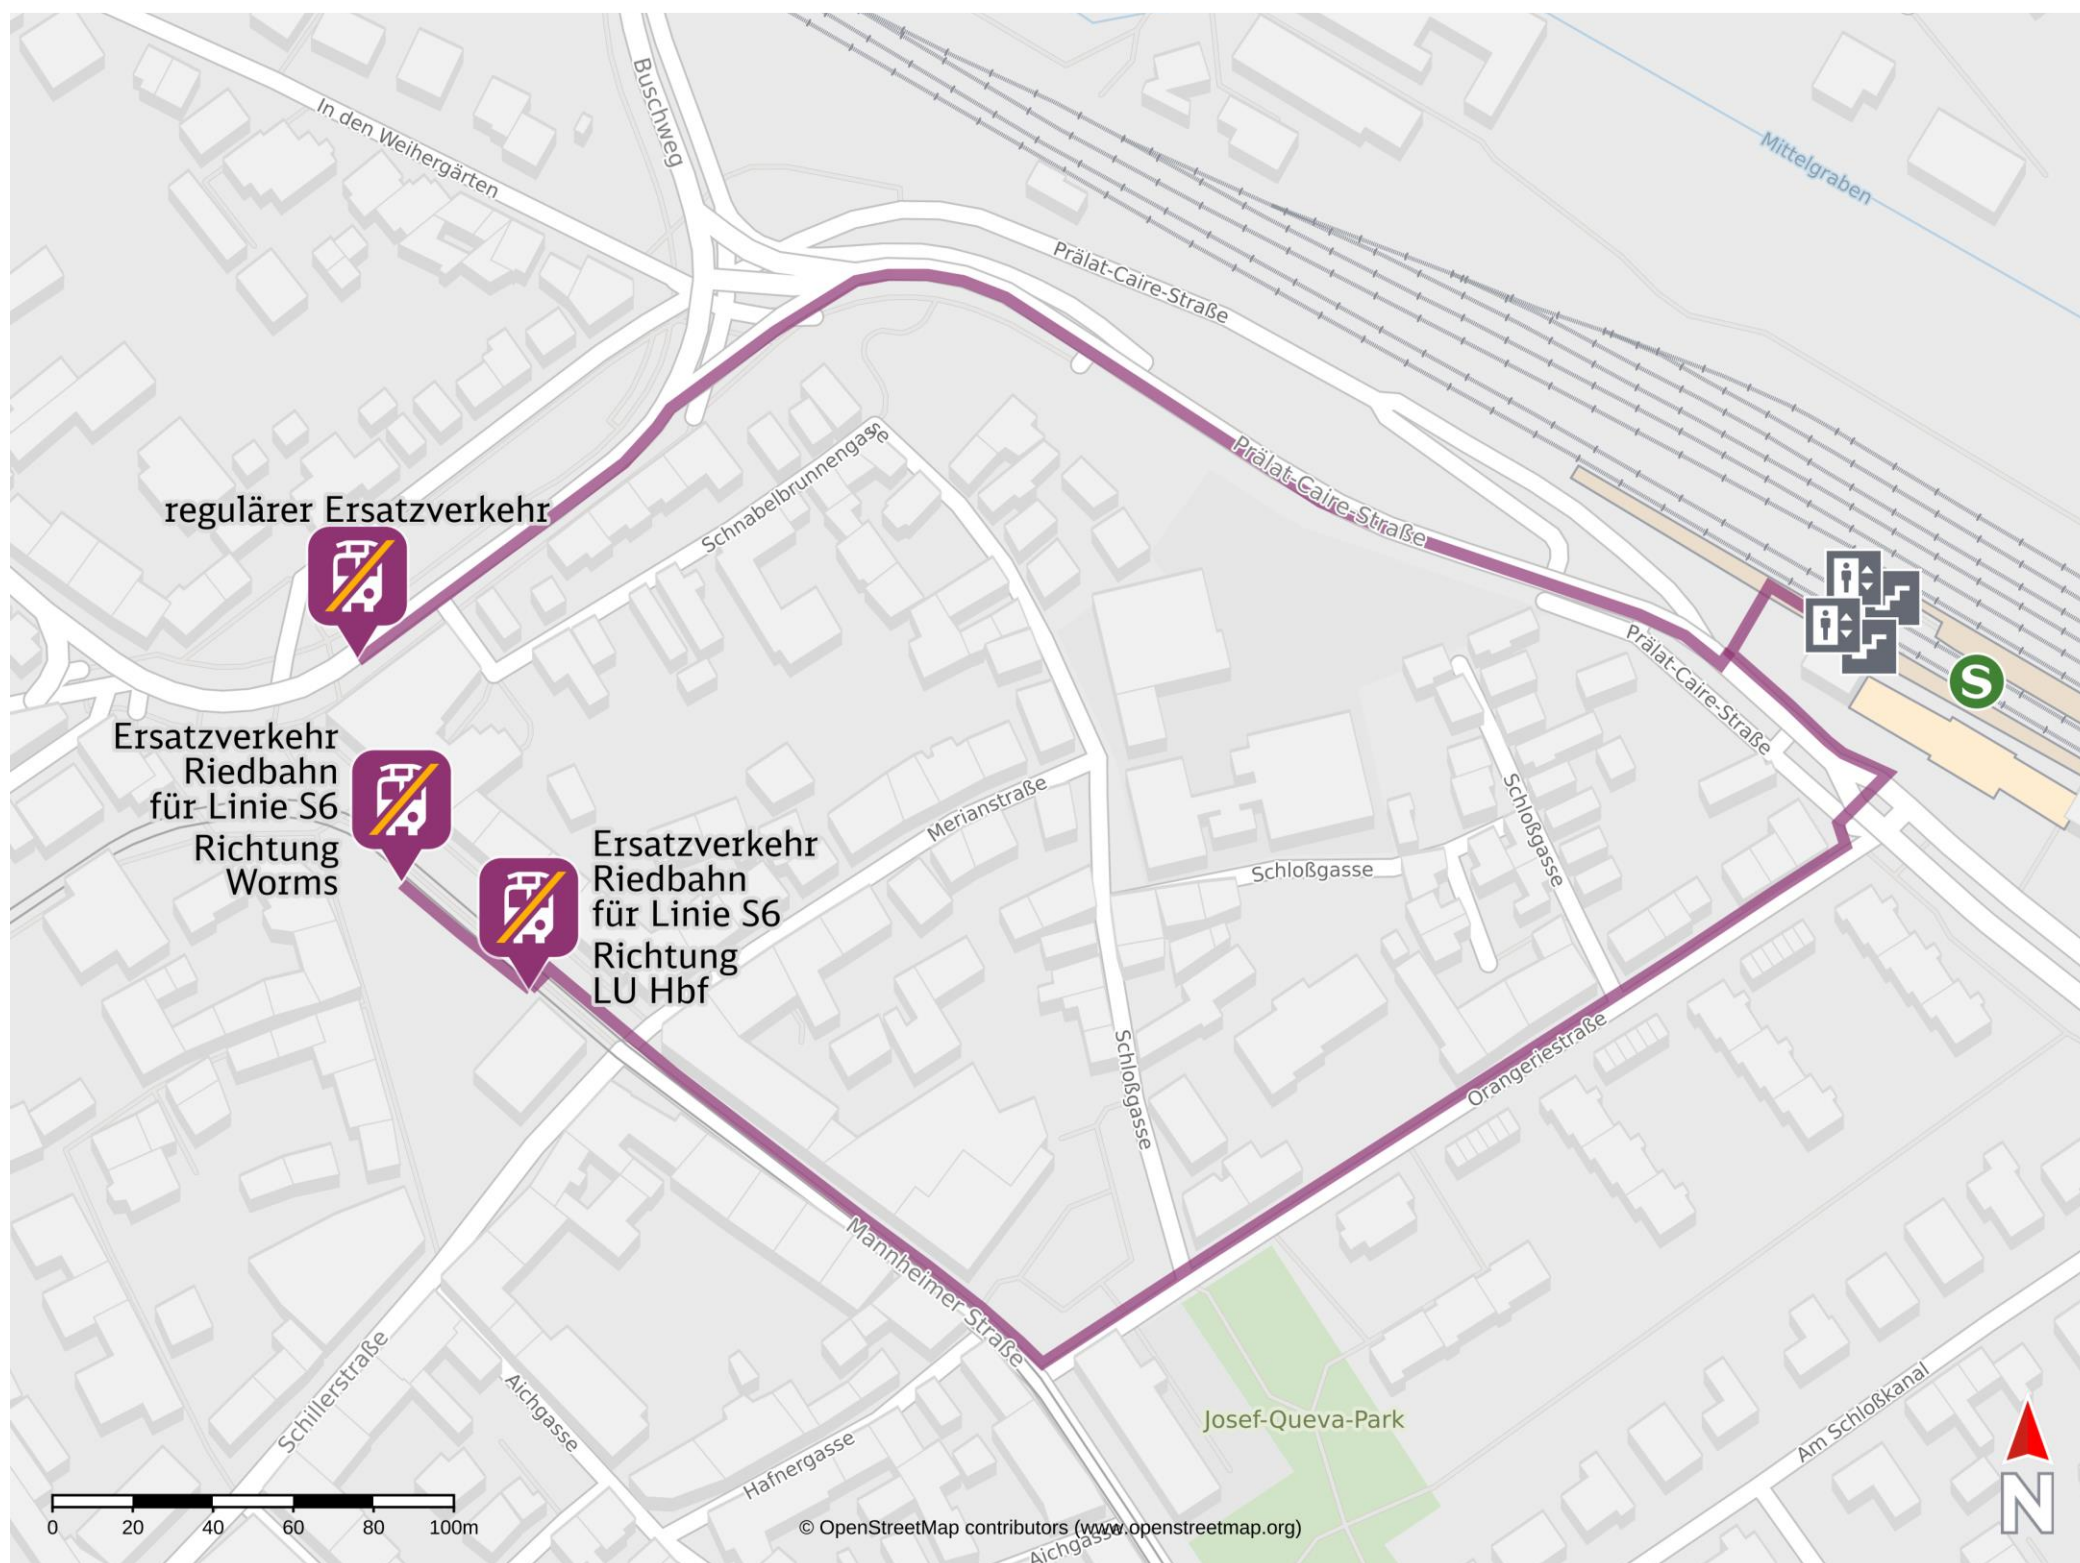 Buschweg
In den Weihergärten
Mittelgraben
Prälat-Caire-Straße
Schnabelbrunnengasse
Prälat-Caire-Straße
regulärer Ersatzverkehr
S
Prälat-Caire-Straße
Ersatzverkehr
Riedbahn
für Linie S6
Richtung
Worms
Merianstraße
Schloßgasse
Schloßgasse
Ersatzverkehr
Riedbahn
für Linie S6
Richtung
LU Hbf
Schloßgasse
Orangeriestraße
Mannheimer Straße
Schillerstraße
Aichgasse
Josef-Queva-Park
Am Schloßkanal
Hafnergasse
N
0 20 40 60 80 100m
© OpenStreetMap contributors (www.openstreetmap.org)
Aichgasse